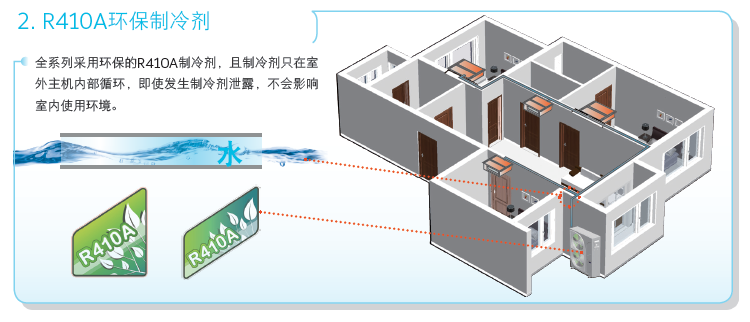 2. R410A环保制冷剂
全系列采用环保的R410A制冷剂，且制冷剂只在室
外主机内部循环，即使发生制冷剂泄露，不会影响
室内使用环境。
水
R410A
R410A